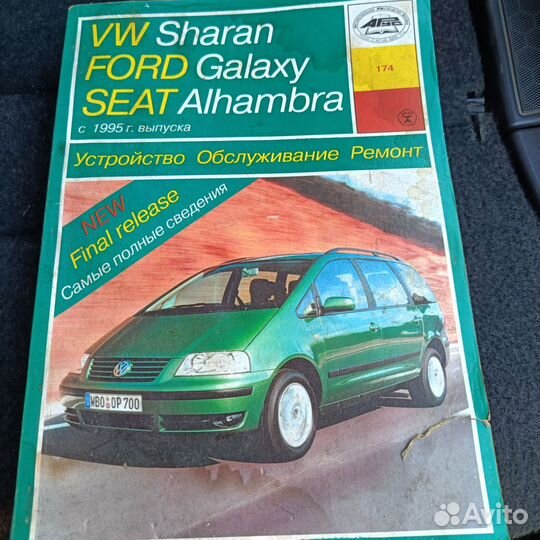 VW Sharan
FORD Galaxy
SEAT Alhambra
с 1995 г. выпуска
174
Устройство Обслуживание Ремонт
NEW
Final release
Самые полные сведения
WBO OP 700
Avito